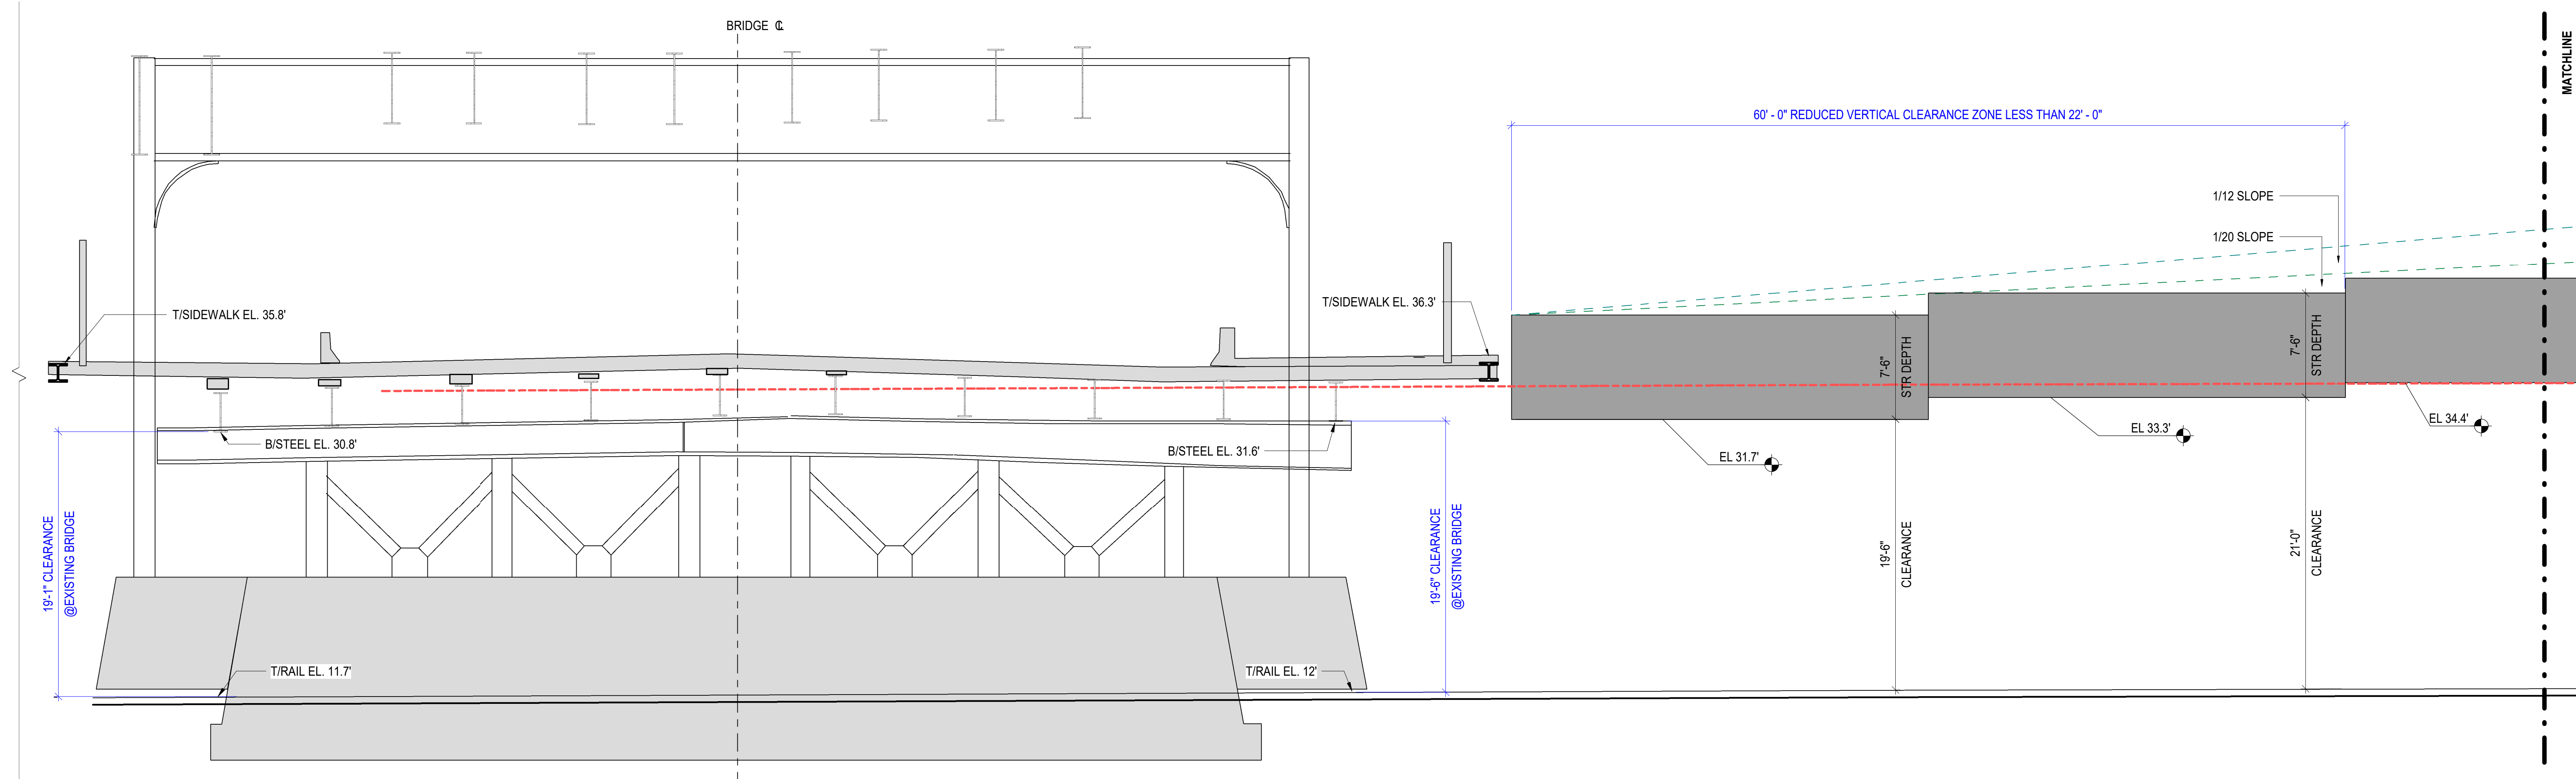 BRIDGE ℄
MATCHLINE
60' - 0" REDUCED VERTICAL CLEARANCE ZONE LESS THAN 22' - 0"
1/12 SLOPE
1/20 SLOPE
T/SIDEWALK EL. 35.8'
T/SIDEWALK EL. 36.3'
7'-6"
STR DEPTH
7'-6"
STR DEPTH
B/STEEL EL. 30.8'
B/STEEL EL. 31.6'
EL 31.7'
EL 33.3'
EL 34.4'
19'-1" CLEARANCE
@EXISTING BRIDGE
19'-6" CLEARANCE
@EXISTING BRIDGE
19'-6"
CLEARANCE
21'-0"
CLEARANCE
T/RAIL EL. 11.7'
T/RAIL EL. 12'